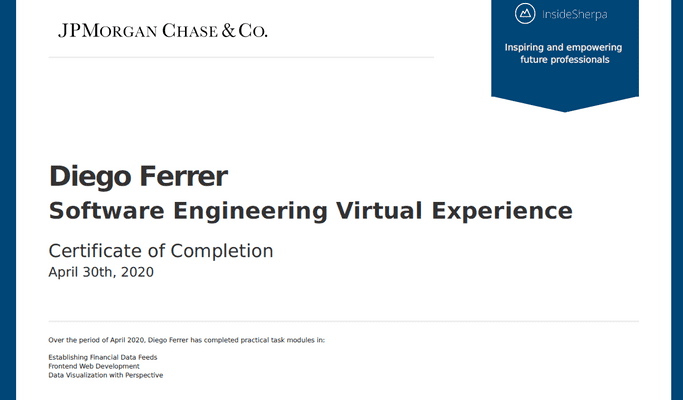 JPMORGAN CHASE & CO.
InsideSherpa
Inspiring and empowering
future professionals
Diego Ferrer
Software Engineering Virtual Experience
Certificate of Completion
April 30th, 2020
Over the period of April 2020, Diego Ferrer has completed practical task modules in:
Establishing Financial Data Feeds
Frontend Web Development
Data Visualization with Perspective